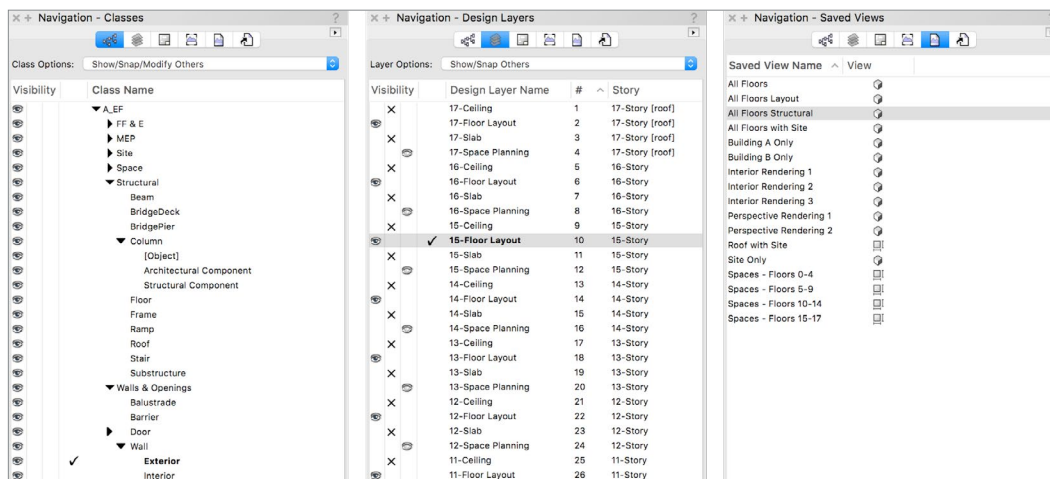 Navigation - Classes
?
Class Options: Show/Snap/Modify Others
Visibility Class Name
A_EF
FF & E
MEP
Site
Space
Structural
Beam
BridgeDeck
BridgePier
Column
[Object]
Architectural Component
Structural Component
Floor
Frame
Ramp
Roof
Stair
Substructure
Walls & Openings
Balustrade
Barrier
Door
Wall
Exterior
Interior
Navigation - Design Layers
?
Layer Options: Show/Snap Others
Visibility Design Layer Name # Story
17-Ceiling 1 17-Story [roof]
17-Floor Layout 2 17-Story [roof]
17-Slab 3 17-Story [roof]
17-Space Planning 4 17-Story [roof]
16-Ceiling 5 16-Story
16-Floor Layout 6 16-Story
16-Slab 7 16-Story
16-Space Planning 8 16-Story
15-Ceiling 9 15-Story
15-Floor Layout 10 15-Story
15-Slab 11 15-Story
15-Space Planning 12 15-Story
14-Ceiling 13 14-Story
14-Floor Layout 14 14-Story
14-Slab 15 14-Story
14-Space Planning 16 14-Story
13-Ceiling 17 13-Story
13-Floor Layout 18 13-Story
13-Slab 19 13-Story
13-Space Planning 20 13-Story
12-Ceiling 21 12-Story
12-Floor Layout 22 12-Story
12-Slab 23 12-Story
12-Space Planning 24 12-Story
11-Ceiling 25 11-Story
11-Floor Layout 26 11-Story
Navigation - Saved Views
Saved View Name View
All Floors
All Floors Layout
All Floors Structural
All Floors with Site
Building A Only
Building B Only
Interior Rendering 1
Interior Rendering 2
Interior Rendering 3
Perspective Rendering 1
Perspective Rendering 2
Roof with Site
Site Only
Spaces - Floors 0-4
Spaces - Floors 5-9
Spaces - Floors 10-14
Spaces - Floors 15-17